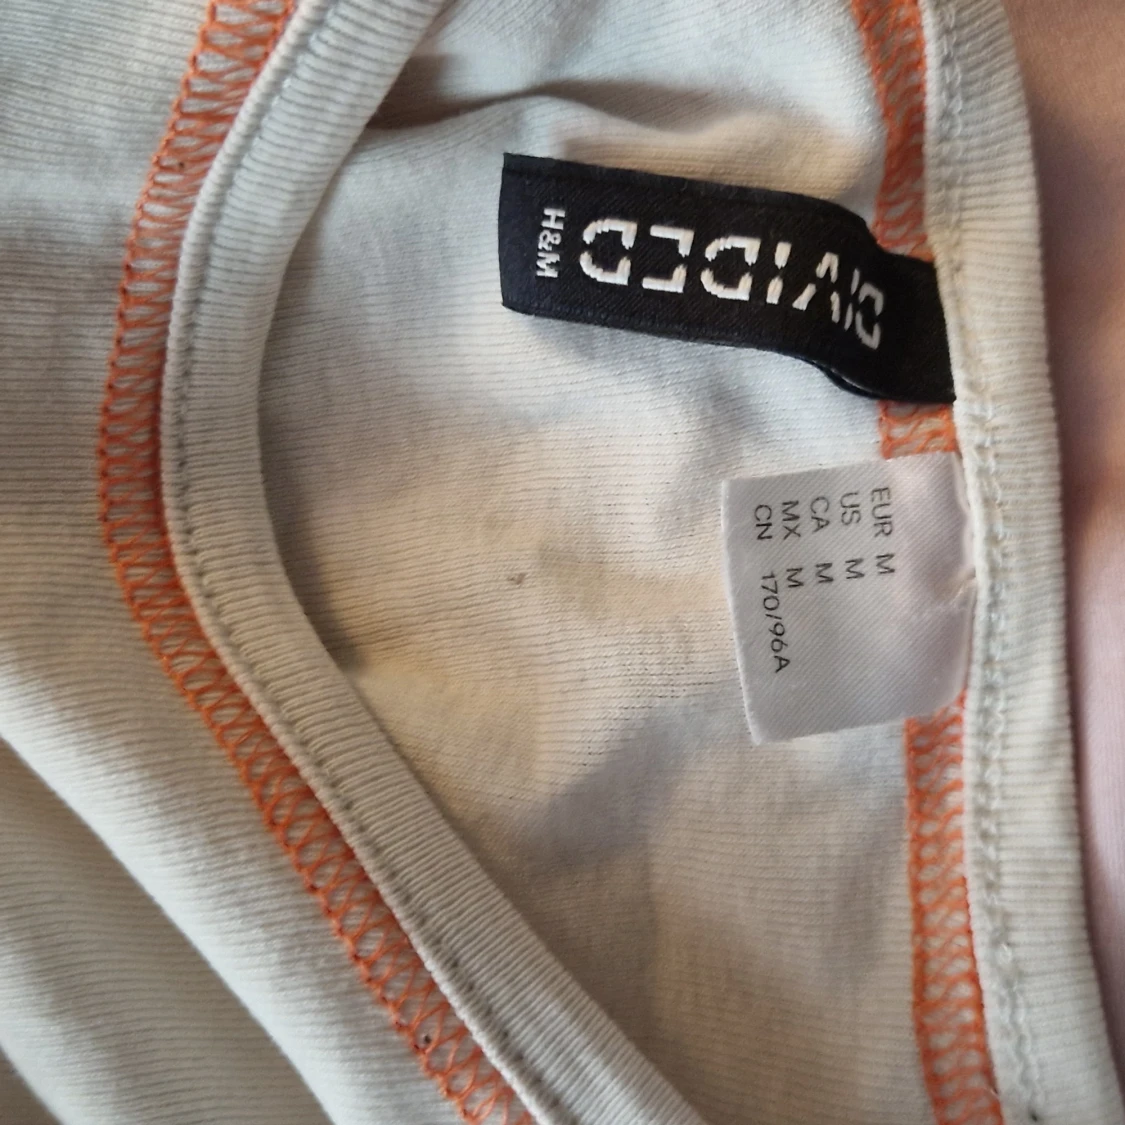 DIVIDED
H&M
EUR M
US M
CA M
MX M
CN 170/96A